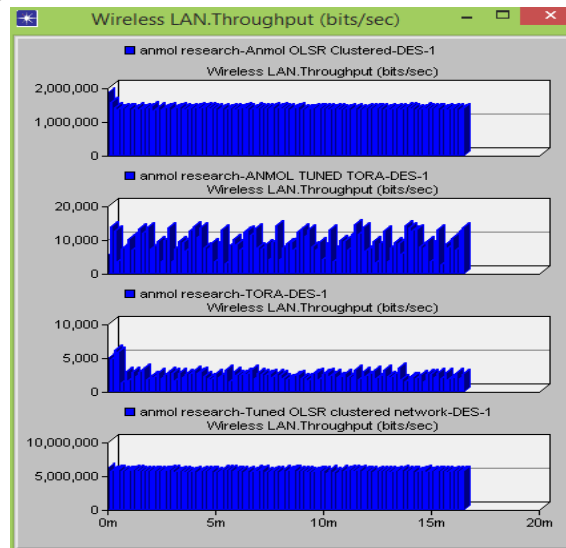 Wireless LAN.Throughput (bits/sec)
anmol research-Anmol OLSR Clustered-DES-1
Wireless LAN.Throughput (bits/sec)
2,000,000
1,000,000
0
anmol research-ANMOL TUNED TORA-DES-1
Wireless LAN.Throughput (bits/sec)
20,000
10,000
0
anmol research-TORA-DES-1
Wireless LAN.Throughput (bits/sec)
10,000
5,000
0
anmol research-Tuned OLSR clustered network-DES-1
Wireless LAN.Throughput (bits/sec)
10,000,000
5,000,000
0
0m 5m 10m 15m 20m